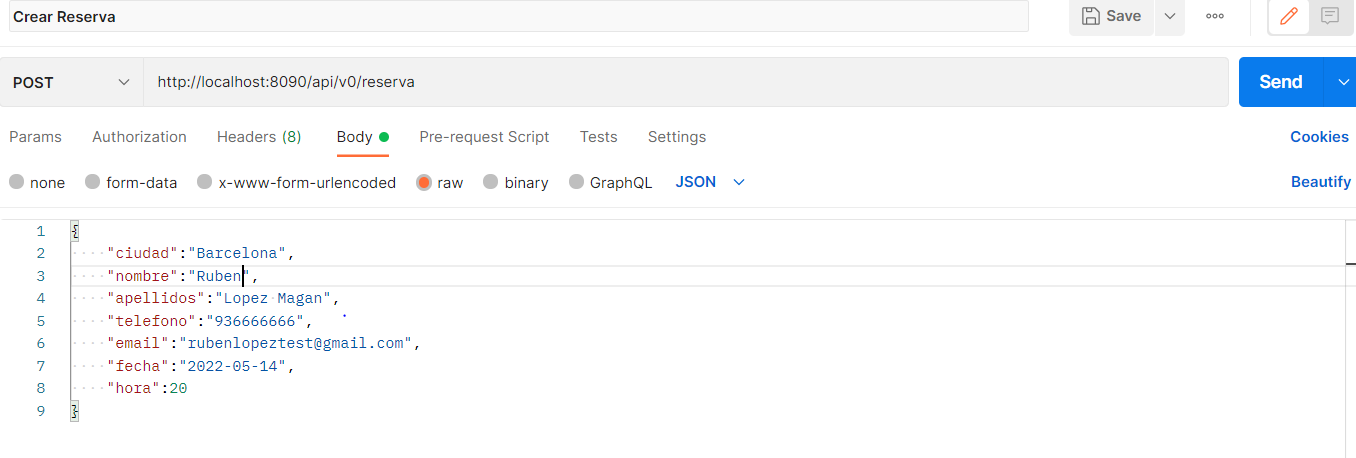 Crear Reserva
Save
POST
http://localhost:8090/api/v0/reserva
Send
Params Authorization Headers (8) Body Pre-request Script Tests Settings Cookies
none form-data x-www-form-urlencoded raw binary GraphQL JSON Beautify
1 {
2 "ciudad":"Barcelona",
3 "nombre":"Ruben",
4 "apellidos":"Lopez Magan",
5 "telefono":"936666666",
6 "email":"rubenlopeztest@gmail.com",
7 "fecha":"2022-05-14",
8 "hora":20
9 }